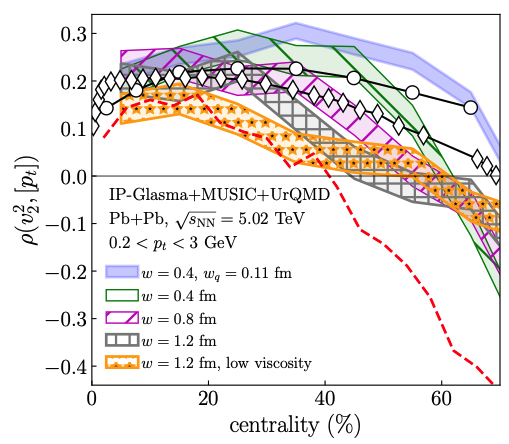 0.3
0.2
0.1
0.0
−0.1
−0.2
−0.3
−0.4
ρ(v₂², [pₜ])
IP-Glasma+MUSIC+UrQMD
Pb+Pb, √sNN = 5.02 TeV
0.2 < pₜ < 3 GeV
w = 0.4, w_q = 0.11 fm
w = 0.4 fm
w = 0.8 fm
w = 1.2 fm
w = 1.2 fm, low viscosity
0 20 40 60
centrality (%)